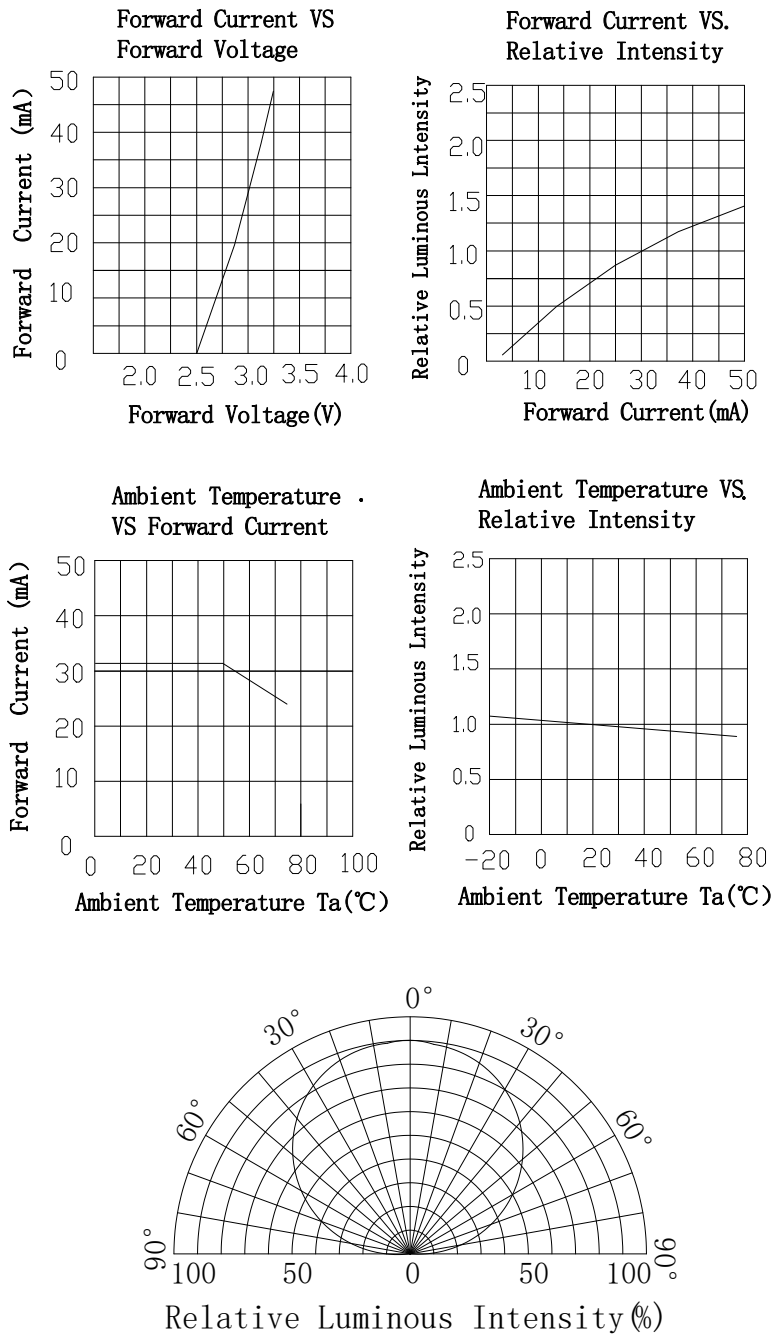 Forward Current VS
Forward Voltage
Forward Current (mA)
50
40
30
20
10
0
2.0 2.5 3.0 3.5 4.0
Forward Voltage(V)
Forward Current VS.
Relative Intensity
Relative Luminous Lntensity
2.5
2.0
1.5
1.0
0.5
0
10 20 30 40 50
Forward Current(mA)
Ambient Temperature .
VS Forward Current
Forward Current (mA)
50
40
30
20
10
0
0 20 40 60 80 100
Ambient Temperature Ta(℃)
Ambient Temperature VS.
Relative Intensity
Relative Luminous Lntensity
2.5
2.0
1.5
1.0
0.5
0
-20 0 20 40 60 80
Ambient Temperature Ta(℃)
0°
30° 30°
60° 60°
90° 90°
100 50 0 50 100
Relative Luminous Intensity(%)